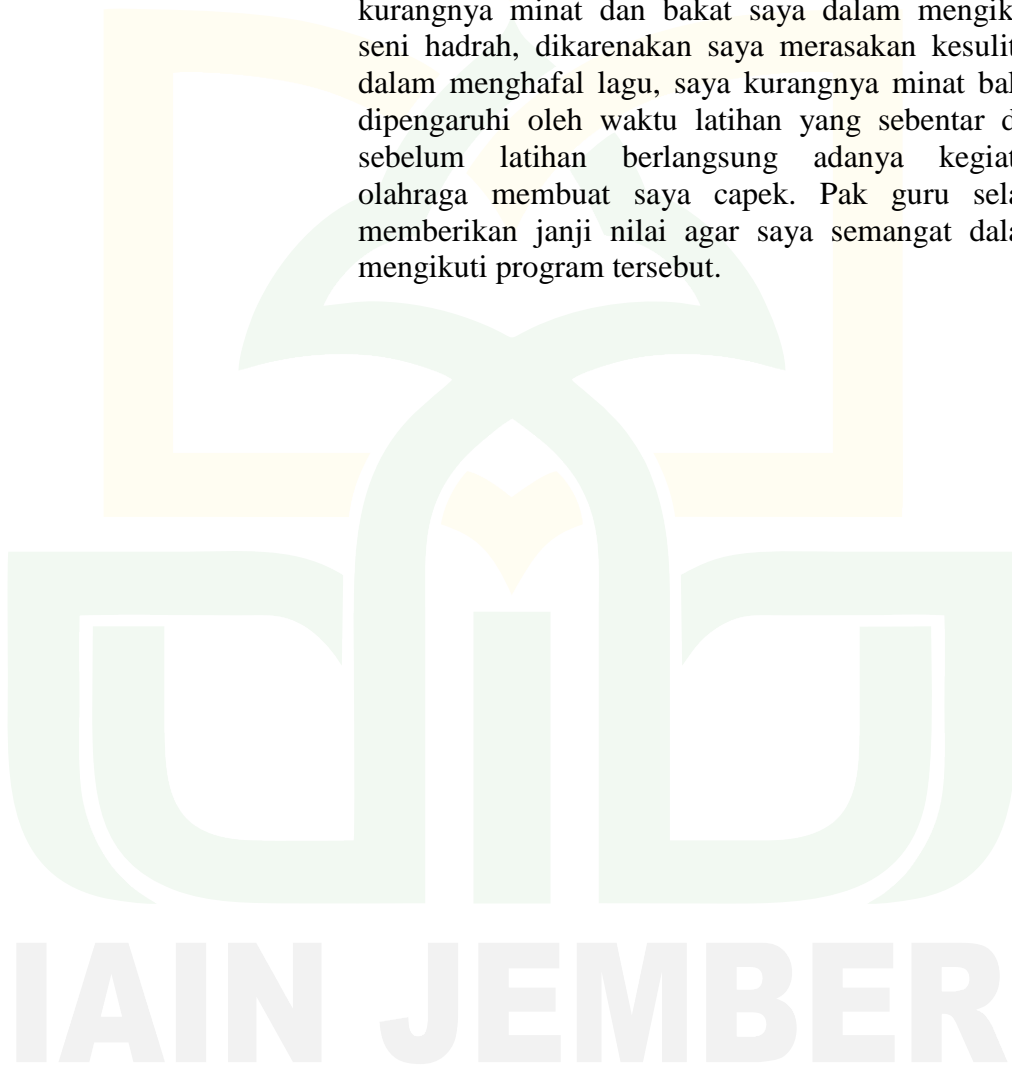 kurangnya minat dan bakat saya dalam
seni hadrah, dikarenakan saya merasakan
dalam menghafal lagu, saya kurangnya minat
dipengaruhi oleh waktu latihan yang sebentar
sebelum latihan berlangsung adanya
olahraga membuat saya capek. Pak guru
memberikan janji nilai agar saya semangat
mengikuti program tersebut.
IAIN JEMBER